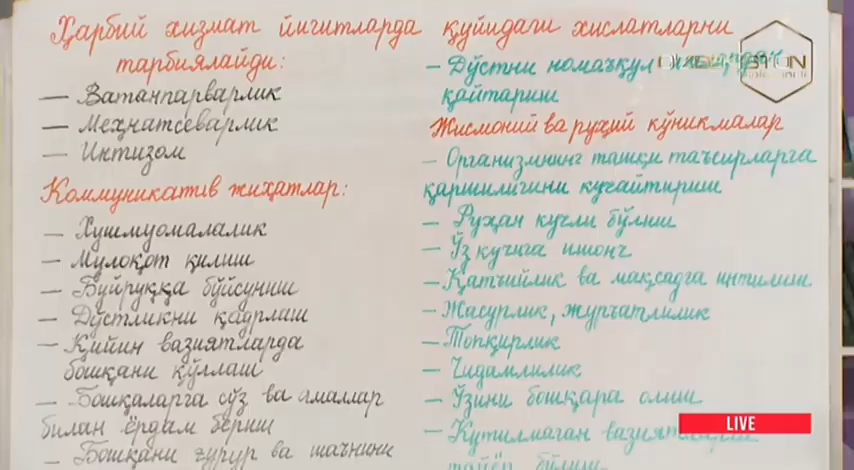 Ҳарбий хизмат йигитларда қуйидаги хислатларни
тарбиялайди:
— Ватанпарварлик
— Меҳнатсеварлик
— Интизом
Коммуникатив жиҳатлар:
— Хушмуомалалик
— Мулоқот қилиш
— Буйруққа бўйсуниш
— Дўстликни қадрлаш
— Қийин вазиятларда
бошқани қўллаш
— Бошқаларга сўз ва амаллар
билан ёрдам бериш
— Бошқани ғурур ва шаънини
— Дўстни номаъқул
қайтариш
Жисмоний ва руҳий кўникмалар
— Организмнинг ташқи таъсирларга
қаршилигини кучайтириш
— Руҳан кучли бўлиш
— Ўз кучига ишонч
— Қатъийлик ва мақсадга интилиш
— Жасурлик, журъатлилик
— Топқирлик
— Чидамлилик
— Ўзини бошқара олиш
— Кутилмаган
тайёр бўлиш
LIVE